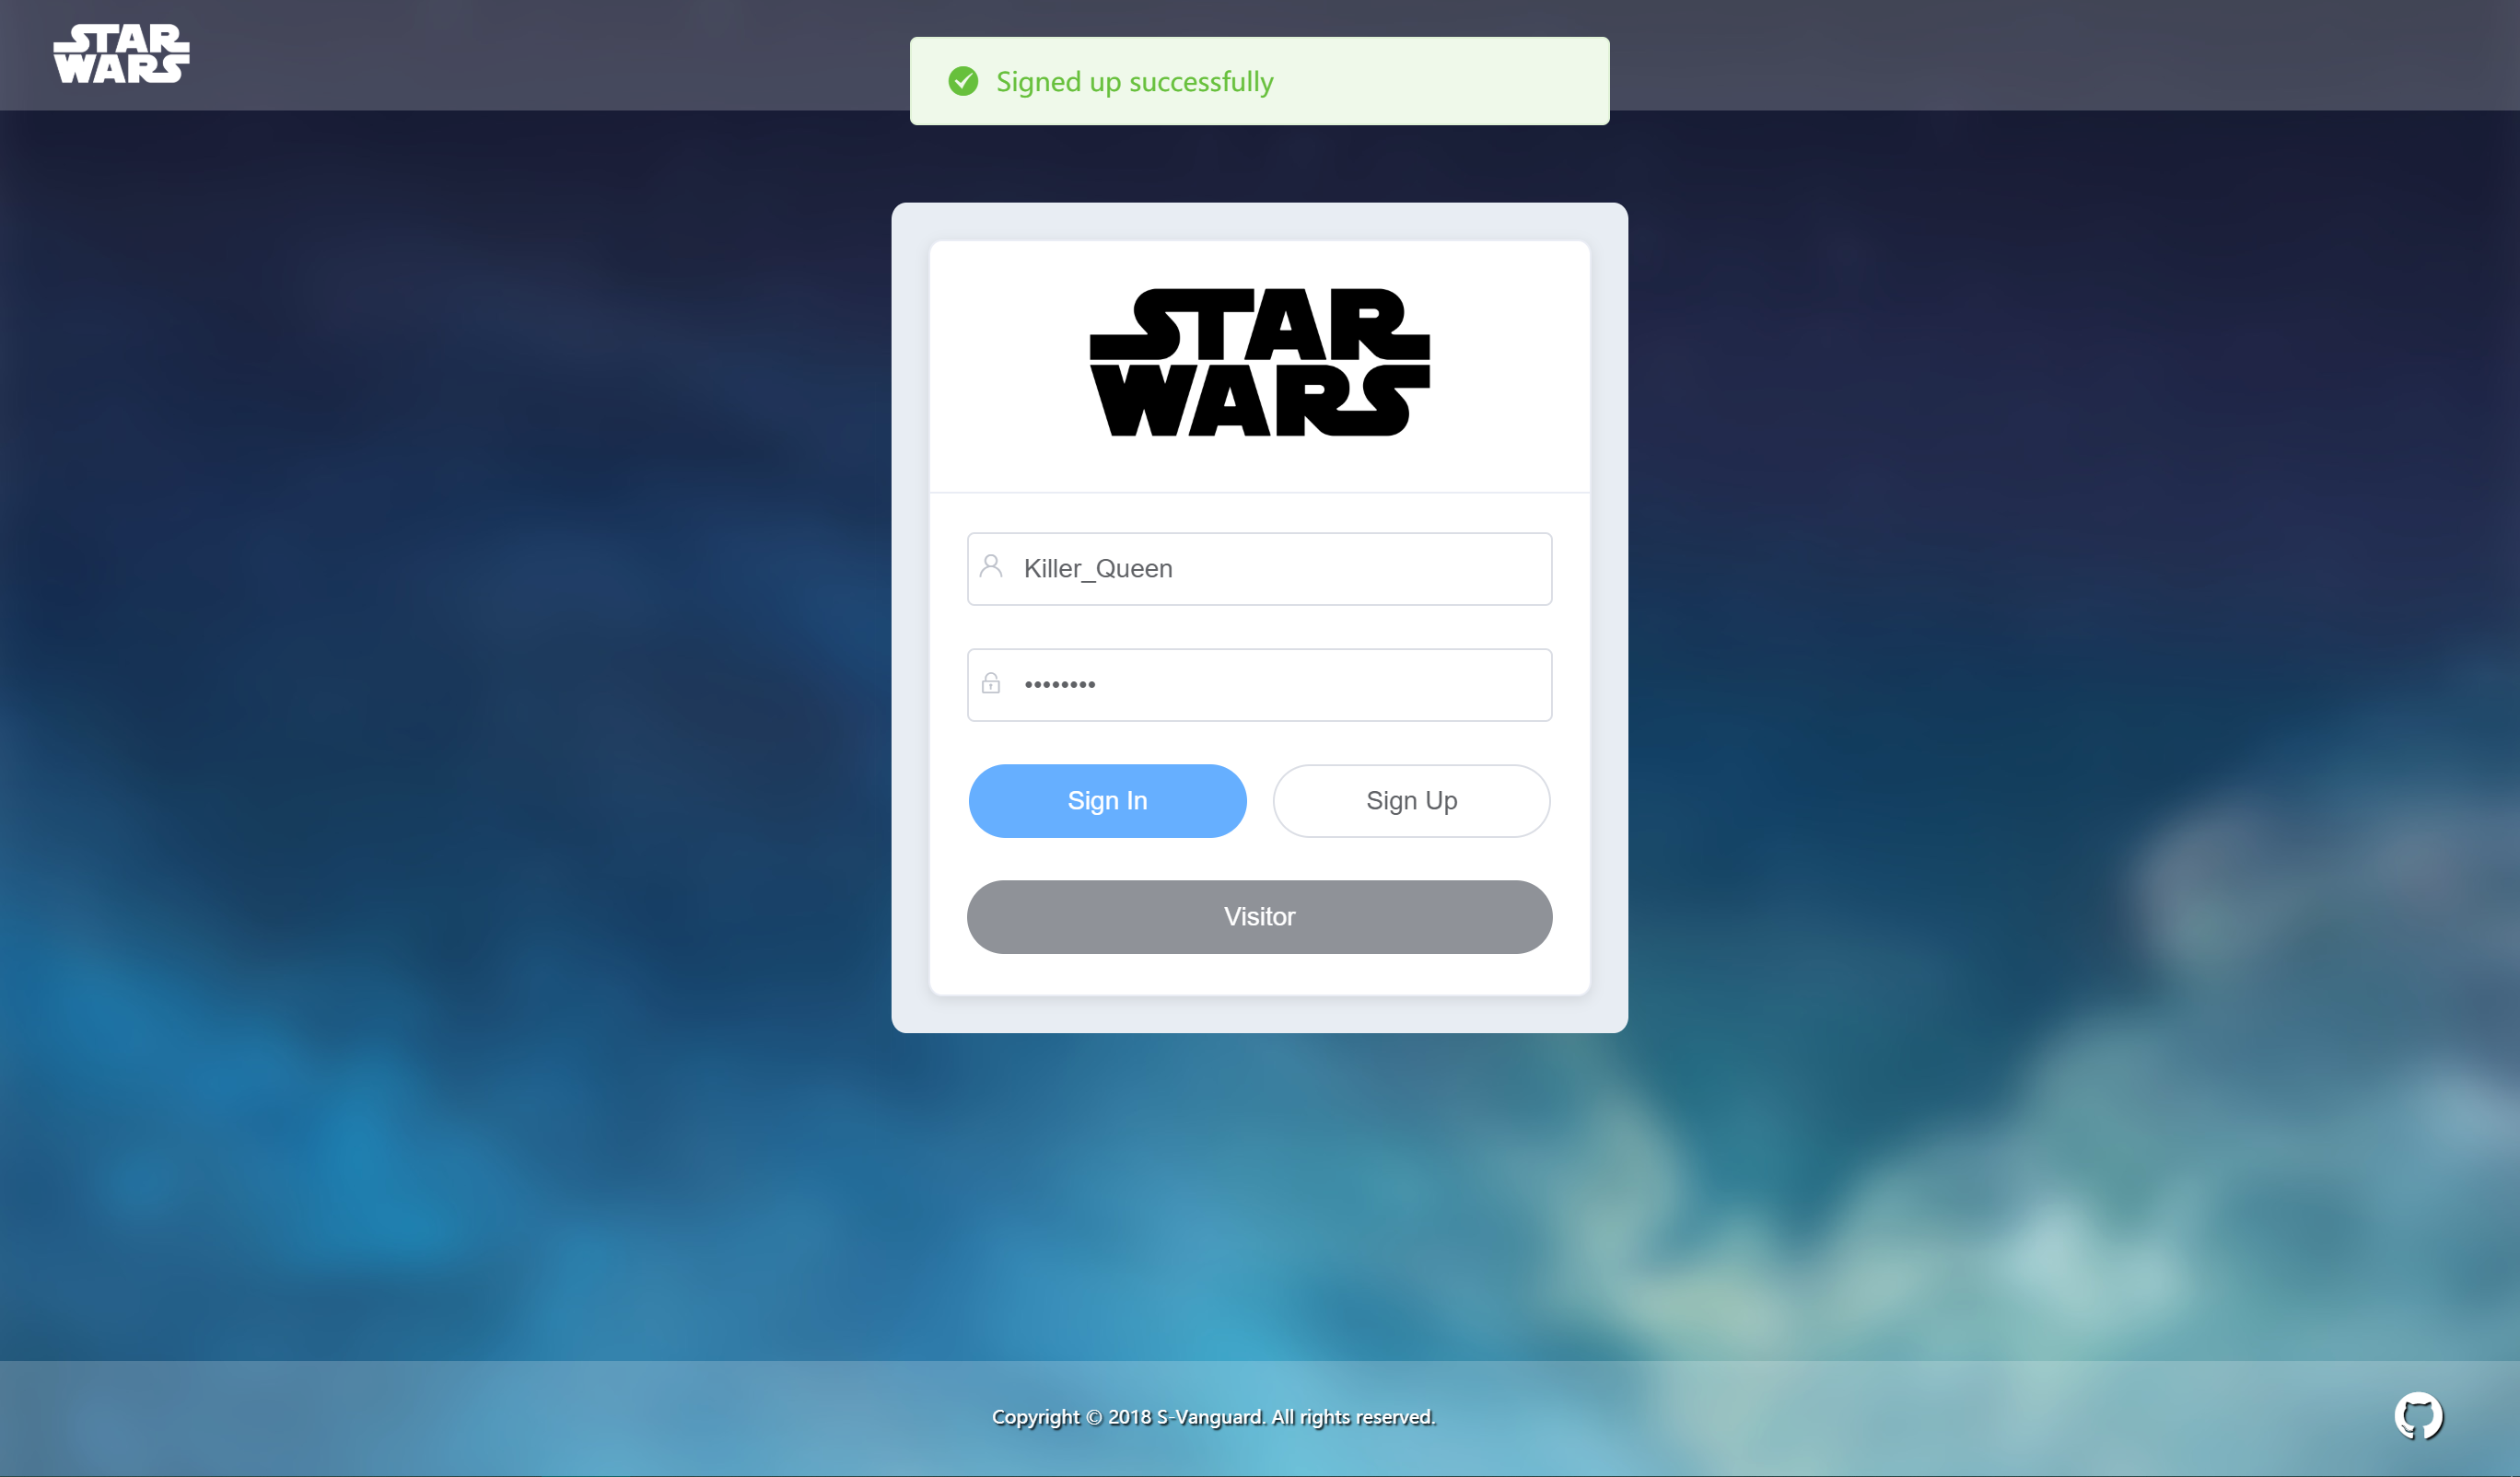 STAR
WARS
Signed up successfully
STAR
WARS
Killer_Queen
••••••••
Sign In
Sign Up
Visitor
Copyright © 2018 S-Vanguard. All rights reserved.